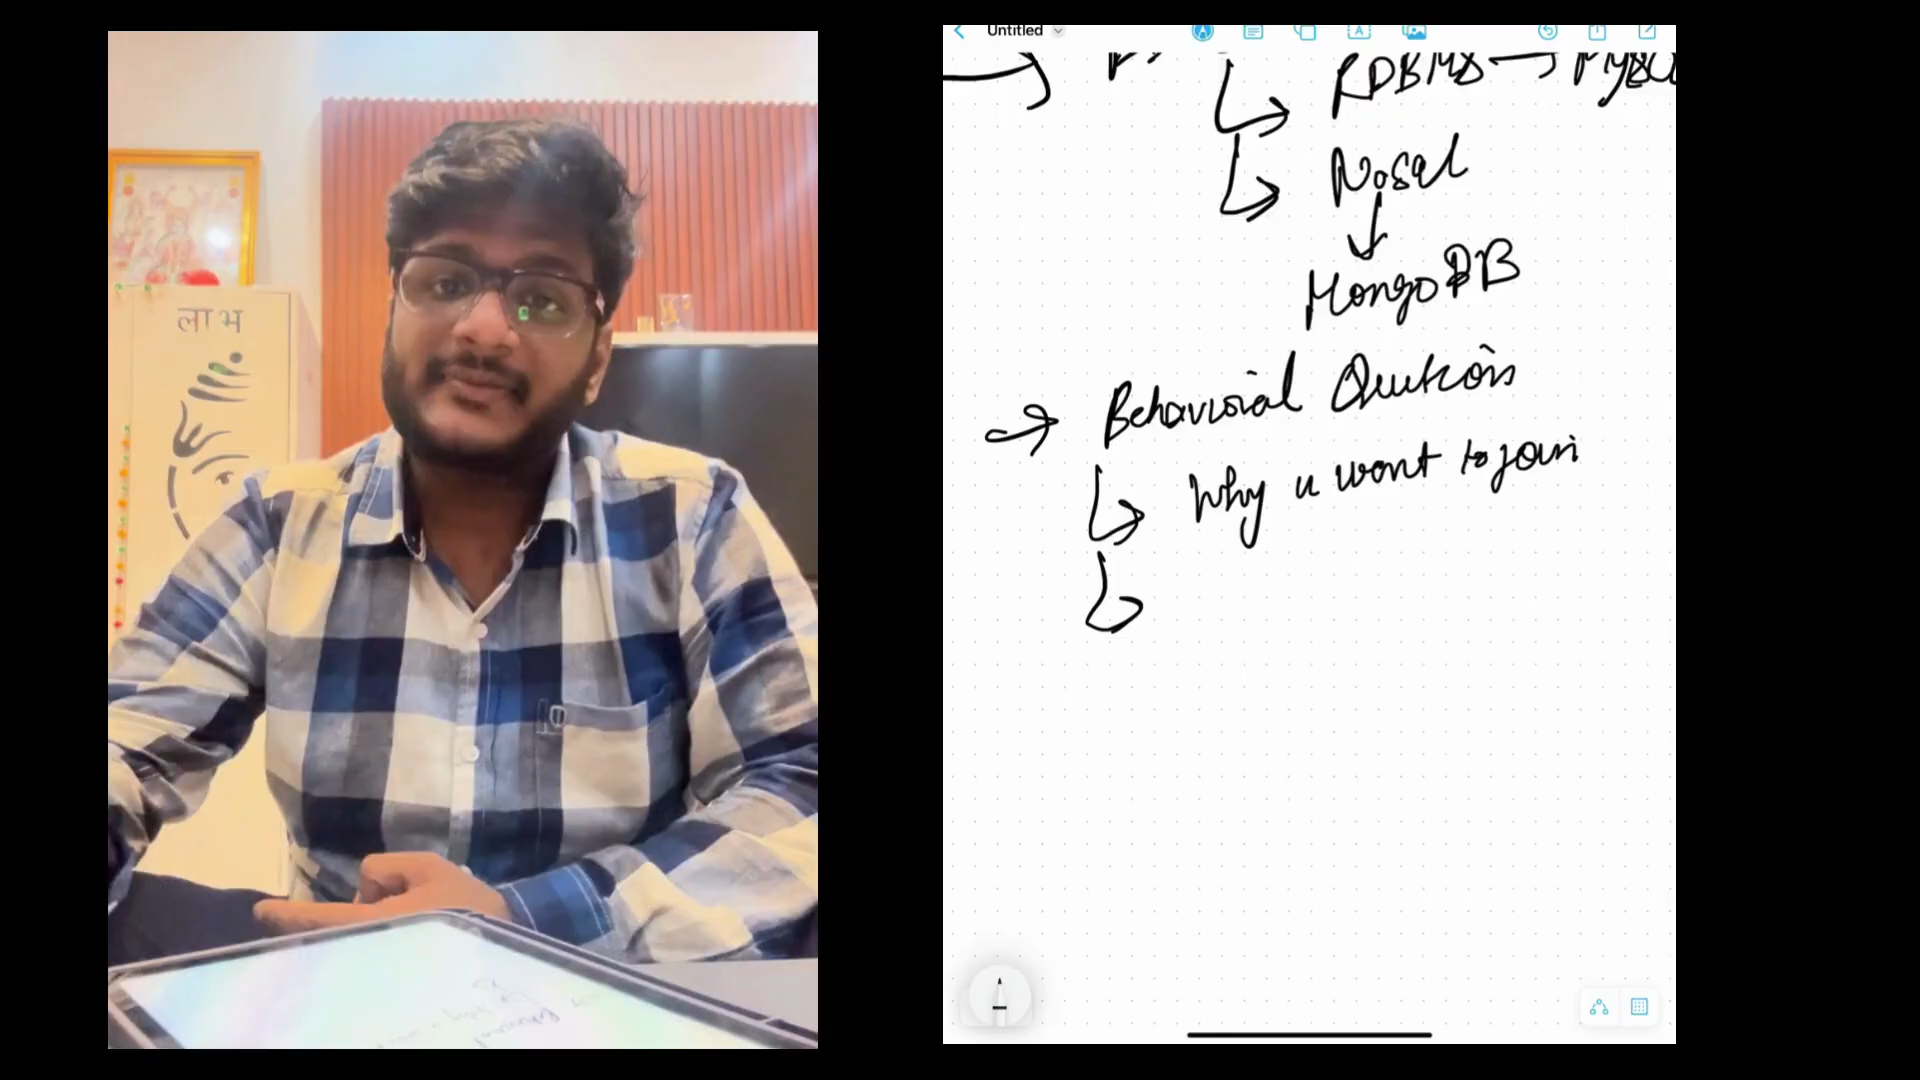 लाभ
Untitled
RDBMS
Nosql
MongoDB
Behavioral Questions
Why u want to join